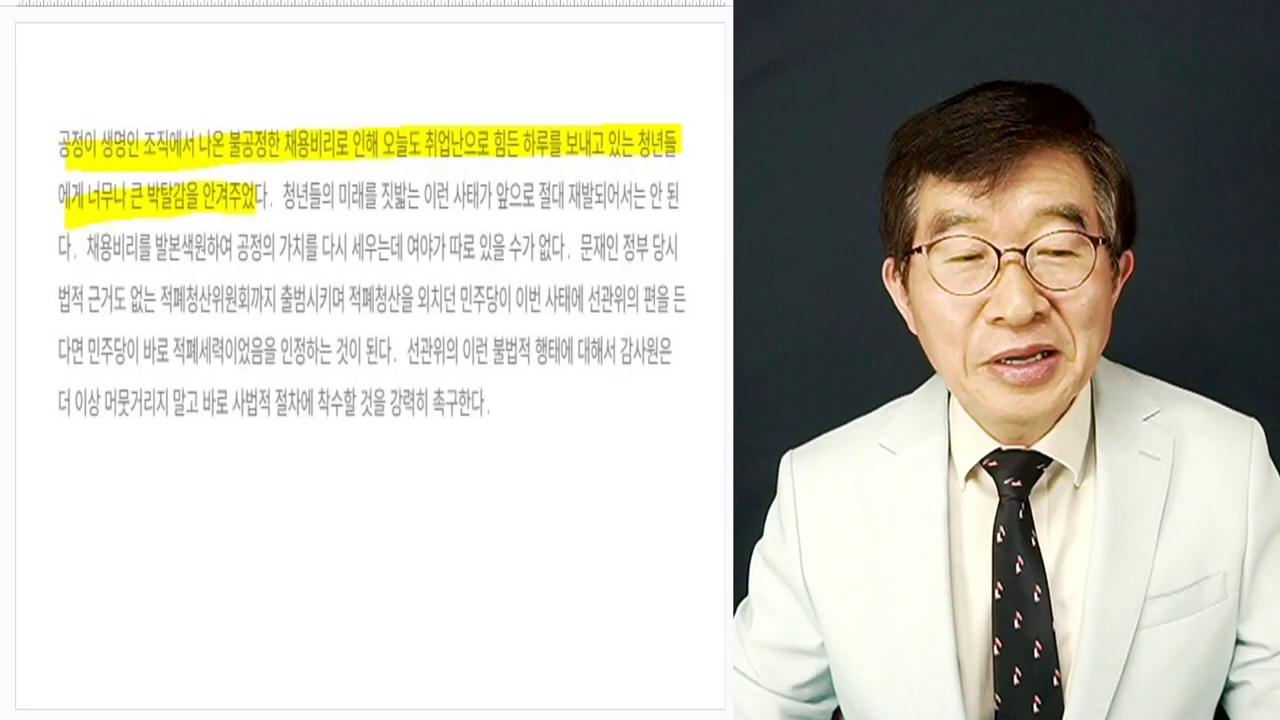 공정이 생명인 조직에서 나온 불공정한 채용비리로 인해 오늘도 취업난으로 힘든 하루를 보내고 있는 청년들
에게 너무나 큰 박탈감을 안겨주었다. 청년들의 미래를 짓밟는 이런 사태가 앞으로 절대 재발되어서는 안 된
다. 채용비리를 발본색원하여 공정의 가치를 다시 세우는데 여야가 따로 있을 수가 없다. 문재인 정부 당시
법적 근거도 없는 적폐청산위원회까지 출범시키며 적폐청산을 외치던 민주당이 이번 사태에 선관위의 편을 든
다면 민주당이 바로 적폐세력이었음을 인정하는 것이 된다. 선관위의 이런 불법적 행태에 대해서 감사원은
더 이상 머뭇거리지 말고 바로 사법적 절차에 착수할 것을 강력히 촉구한다.